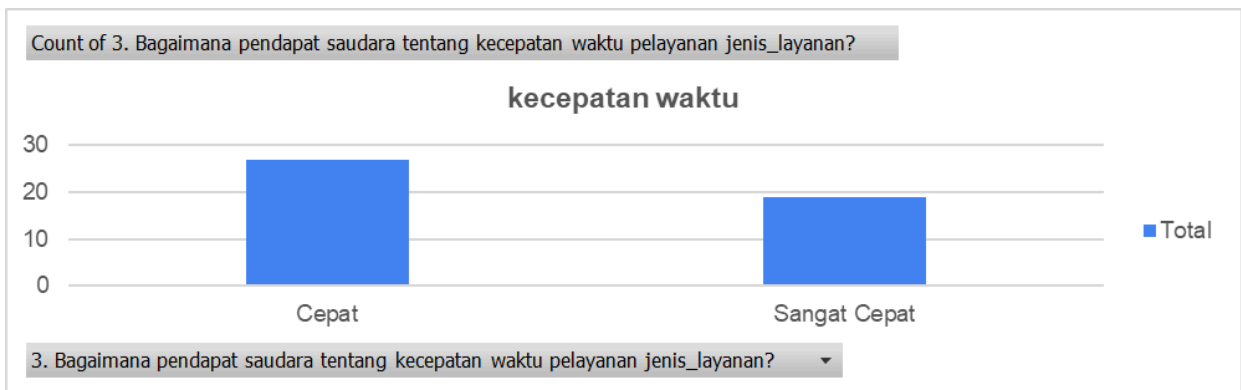 Count of 3. Bagaimana pendapat saudara tentang kecepatan waktu pelayanan jenis_layanan?
kecepatan waktu
30
20
10
0
Cepat
Sangat Cepat
Total
3. Bagaimana pendapat saudara tentang kecepatan waktu pelayanan jenis_layanan?